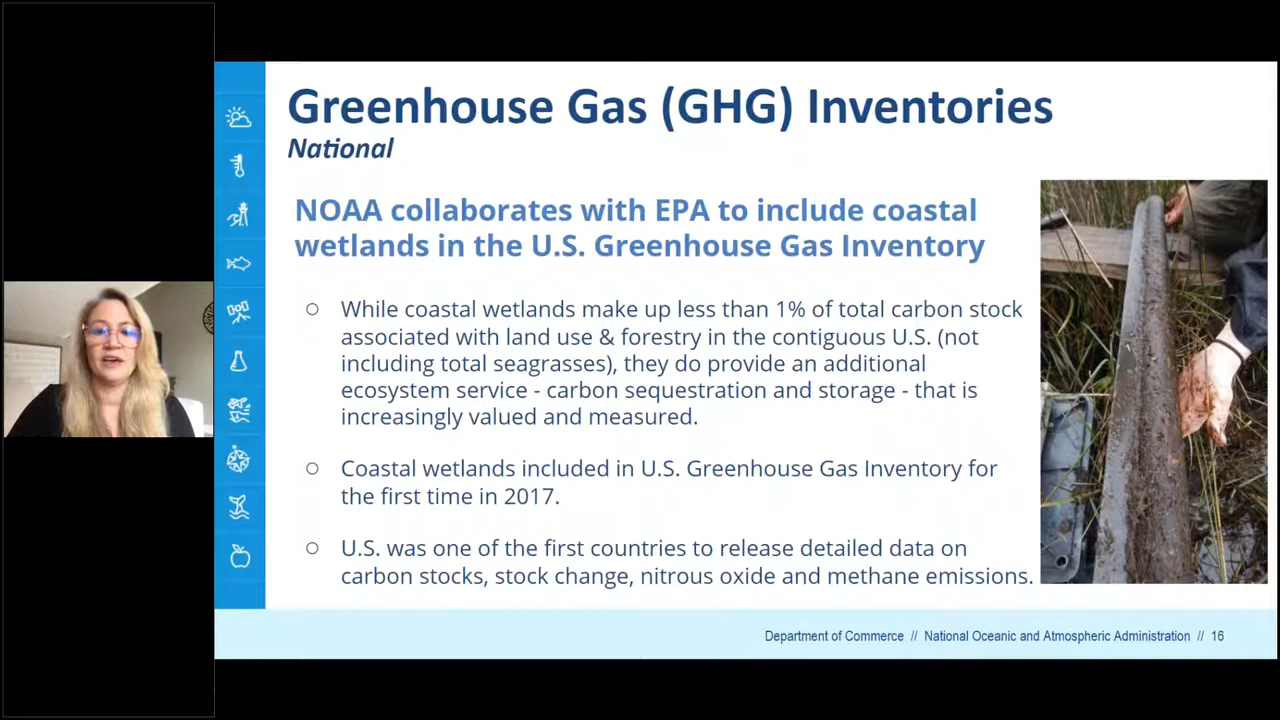 Greenhouse Gas (GHG) Inventories
National
NOAA collaborates with EPA to include coastal
wetlands in the U.S. Greenhouse Gas Inventory
○ While coastal wetlands make up less than 1% of total carbon stock
associated with land use & forestry in the contiguous U.S. (not
including total seagrasses), they do provide an additional
ecosystem service - carbon sequestration and storage - that is
increasingly valued and measured.
○ Coastal wetlands included in U.S. Greenhouse Gas Inventory for
the first time in 2017.
○ U.S. was one of the first countries to release detailed data on
carbon stocks, stock change, nitrous oxide and methane emissions.
Department of Commerce // National Oceanic and Atmospheric Administration // 16